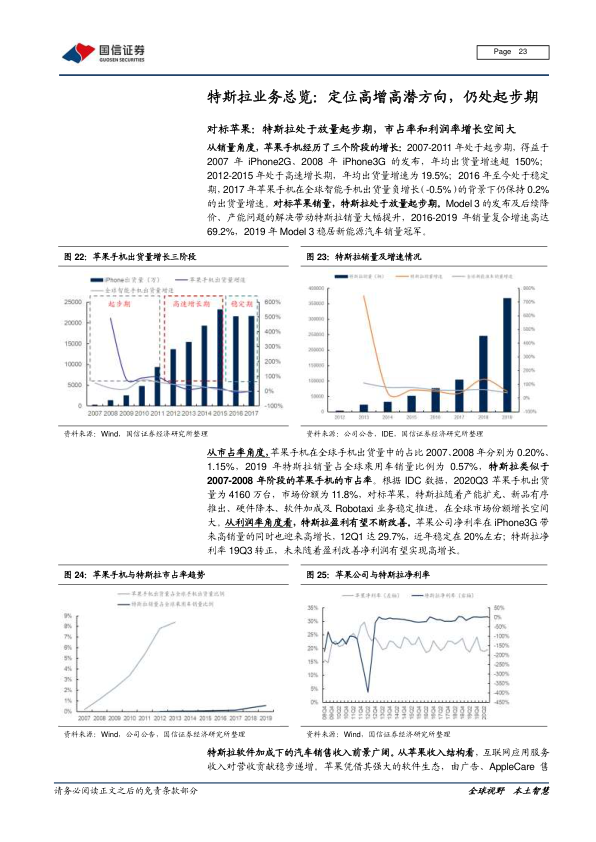 国信证券
GUOSEN SECURITIES
Page 23
特斯拉业务总览：定位高增高潜方向，仍处起步期
对标苹果：特斯拉处于放量起步期，市占率和利润率增长空间大
从销量角度，苹果手机经历了三个阶段的增长：2007-2011 年处于起步期，得益于
2007 年 iPhone2G、2008 年 iPhone3G 的发布，年均出货量增速超 150%；
2012-2015 年处于高速增长期，年均出货量增速为 19.5%；2016 年至今处于稳定
期，2017 年苹果手机在全球智能手机出货量负增长（-0.5%）的背景下仍保持 0.2%
的出货量增速。对标苹果销量，特斯拉处于放量起步期。Model 3 的发布及后续降
价、产能问题的解决带动特斯拉销量大幅提升，2016-2019 年销量复合增速高达
69.2%，2019 年 Model 3 稳居新能源汽车销量冠军。
图 22：苹果手机出货量增长三阶段
iPhone出货量（万）
苹果手机出货量增速
全球智能手机出货量增速
起步期
高速增长期
稳定期
25000
20000
15000
10000
5000
0
600%
500%
400%
300%
200%
100%
0%
-100%
2007 2008 2009 2010 2011 2012 2013 2014 2015 2016 2017
资料来源：Wind、国信证券经济研究所整理
图 23：特斯拉销量及增速情况
特斯拉销量（辆）
特斯拉销量增速
400000
350000
300000
250000
200000
150000
100000
50000
0
800%
700%
600%
500%
400%
300%
200%
100%
0%
-100%
2012 2013 2014 2015 2016 2017 2018 2019
资料来源：公司公告、IDE、国信证券经济研究所整理
从市占率角度，苹果手机在全球手机出货量中的占比 2007、2008 年分别为 0.20%、
1.15%，2019 年特斯拉销量占全球乘用车销量比例为 0.57%，特斯拉类似于
2007-2008 年阶段的苹果手机的市占率。根据 IDC 数据，2020Q3 苹果手机出货
量为 4160 万台，市场份额为 11.8%，对标苹果，特斯拉随着产能扩充、新品有序
推出、硬件降本、软件加成及 Robotaxi 业务稳定推进，在全球市场份额增长空间
大。从利润率角度看，特斯拉盈利有望不断改善。苹果公司净利率在 iPhone3G 带
来高销量的同时也迎来高增长，12Q1 达 29.7%，近年稳定在 20%左右；特斯拉净
利率 19Q3 转正，未来随着盈利改善净利润有望实现高增长。
图 24：苹果手机与特斯拉市占率趋势
苹果手机出货量占全球手机出货量比例
特斯拉销量占全球乘用车销量比例
9%
8%
7%
6%
5%
4%
3%
2%
1%
0%
2007 2008 2009 2010 2011 2012 2013 2014 2015 2016 2017 2018 2019
资料来源：Wind、公司公告、国信证券经济研究所整理
图 25：苹果公司与特斯拉净利率
苹果净利率（左轴）
特斯拉净利率（右轴）
35%
30%
25%
20%
15%
10%
5%
0%
50%
0%
-50%
-100%
-150%
-200%
-250%
-300%
-350%
-400%
-450%
资料来源：Wind、国信证券经济研究所整理
特斯拉软件加成下的汽车销售收入前景广阔。从苹果收入结构看，互联网应用服务
收入对营收贡献稳步递增。苹果凭借其强大的软件生态，由广告、AppleCare 售
请务必阅读正文之后的免责条款部分
全球视野 本土智慧